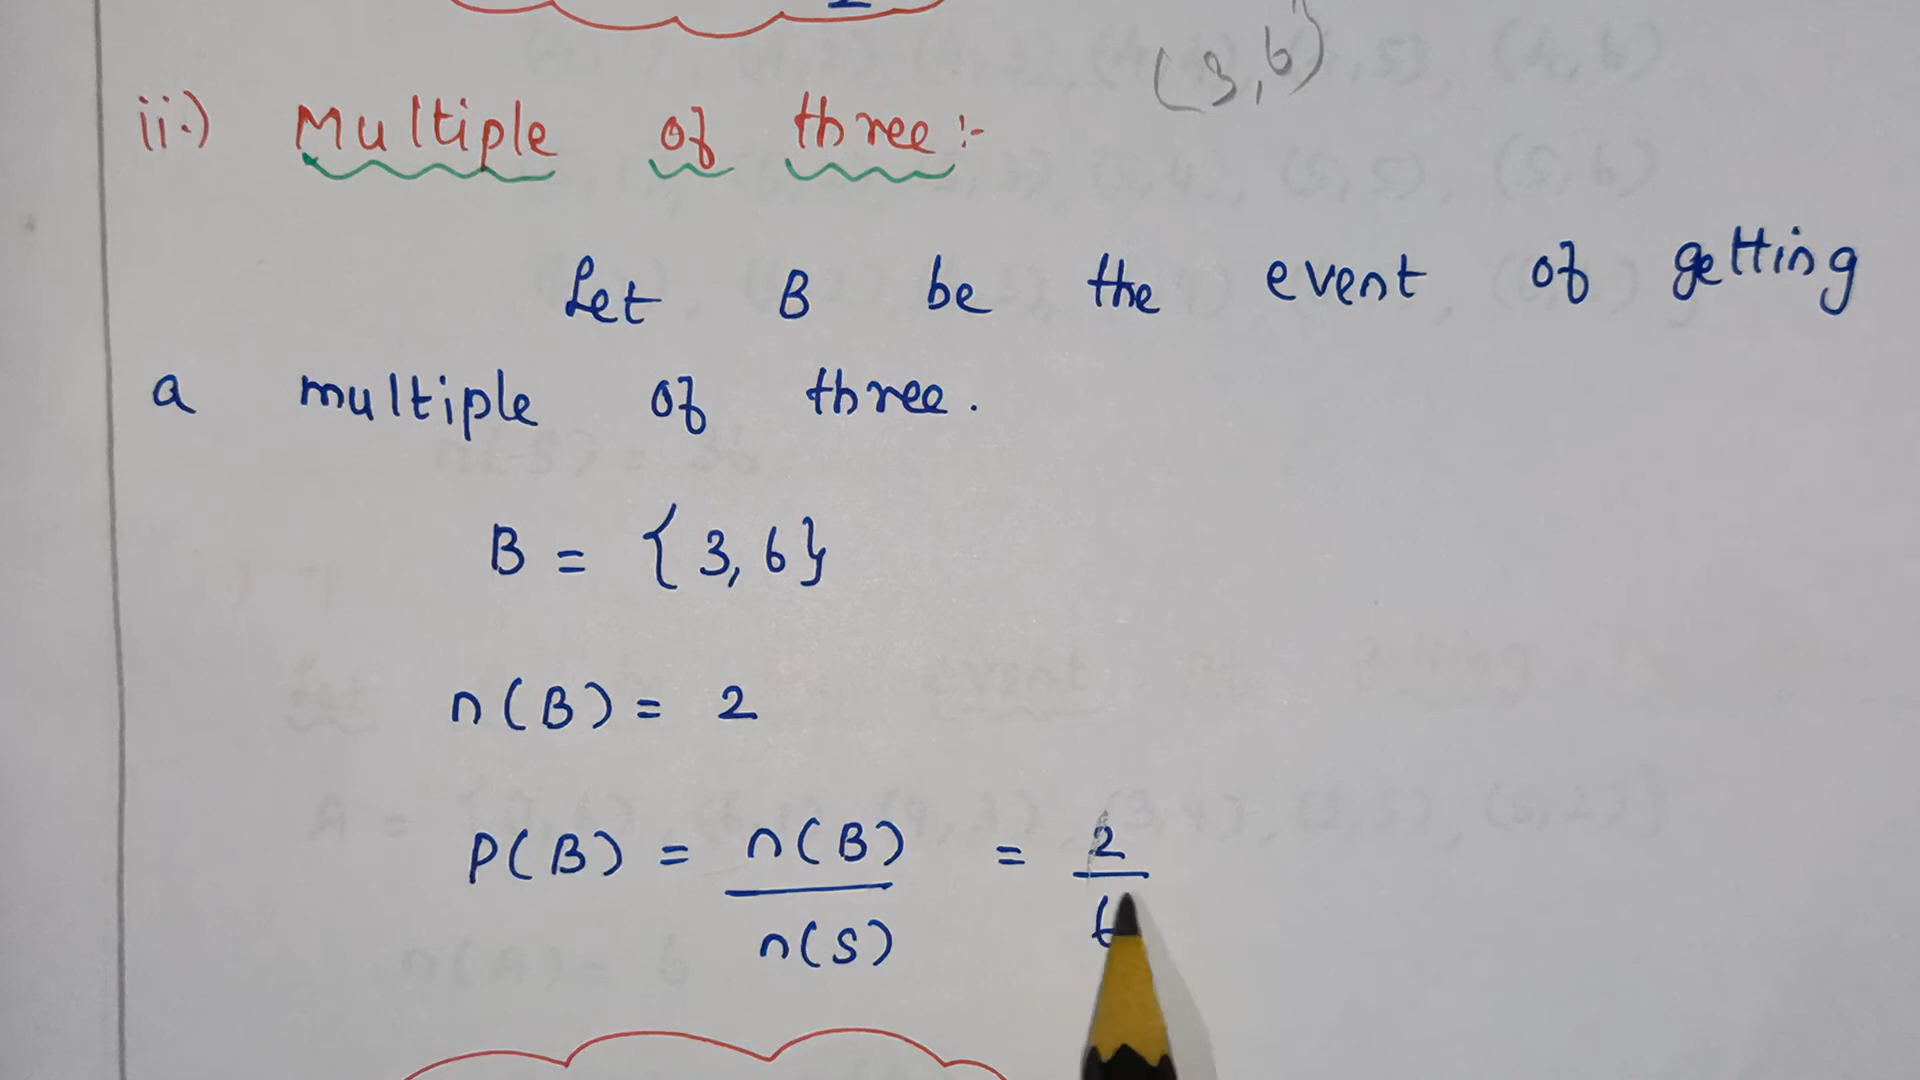 (3,6)
ii.) Multiple of three:-
Let B be the event of getting
a multiple of three.
B = {3,6}
n(B) = 2
P(B) = n(B) / n(S) = 2 / 6